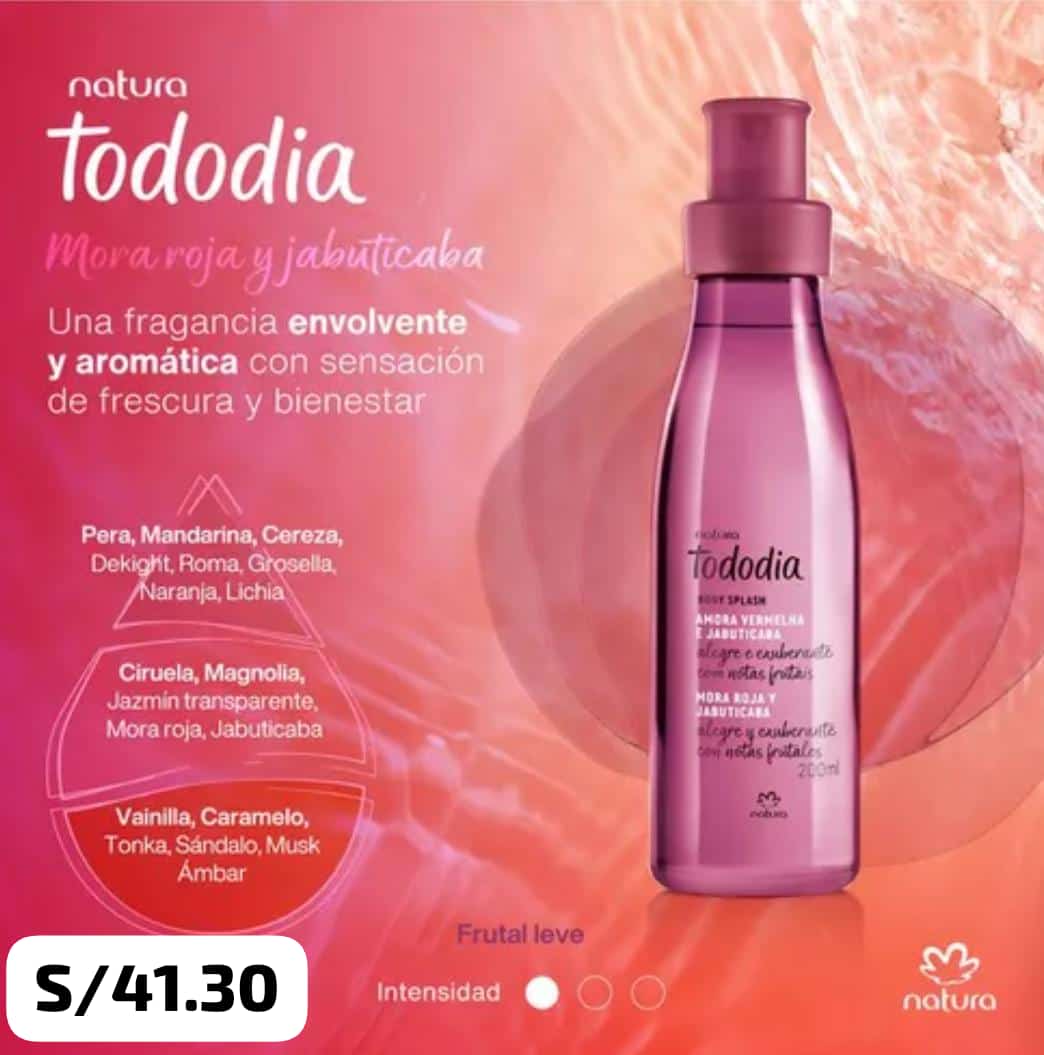 natura
Tododia
Mora roja y jabuticaba
Una fragancia envolvente
y aromática con sensación
de frescura y bienestar
Pera, Mandarina, Cereza,
Dekight, Roma, Grosella,
Naranja, Lichia
Ciruela, Magnolia,
Jazmín transparente,
Mora roja, Jabuticaba
Vainilla, Caramelo,
Tonka, Sándalo, Musk
Ámbar
natura
Tododia
BODY SPLASH
AMORA VERMELHA
E JABUTICABA
alegre e exuberante
com notas frutais
MORA ROJA Y
JABUTICABA
alegre y exuberante
con notas frutales
200ml
natura
Frutal leve
Intensidad
S/41.30
natura